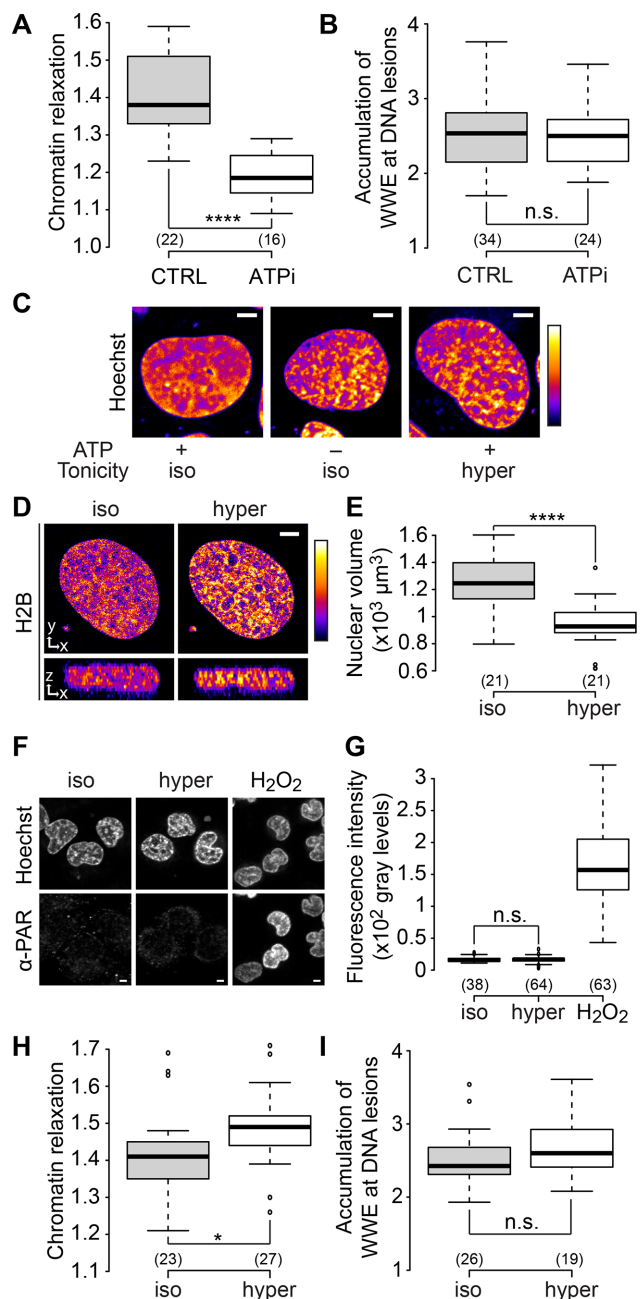 A
Chromatin relaxation
1.6
1.5
1.4
1.3
1.2
1.1
1.0
****
(22)
(16)
CTRL
ATPi
B
Accumulation of
WWE at DNA lesions
4
3
2
1
n.s.
(34)
(24)
CTRL
ATPi
C
Hoechst
ATP + – +
Tonicity iso iso hyper
D
iso hyper
H2B
y
x
z
x
E
Nuclear volume
(x10³ µm³)
1.6
1.4
1.2
1
0.8
0.6
****
(21)
(21)
iso
hyper
F
iso hyper H₂O₂
Hoechst
α-PAR
G
Fluorescence intensity
(x10² gray levels)
3
2.5
2
1.5
1
0.5
0
n.s.
(38)
(64)
(63)
iso
hyper
H₂O₂
H
Chromatin relaxation
1.7
1.6
1.5
1.4
1.3
1.2
1.1
*
(23)
(27)
iso
hyper
I
Accumulation of
WWE at DNA lesions
4
3
2
1
n.s.
(26)
(19)
iso
hyper